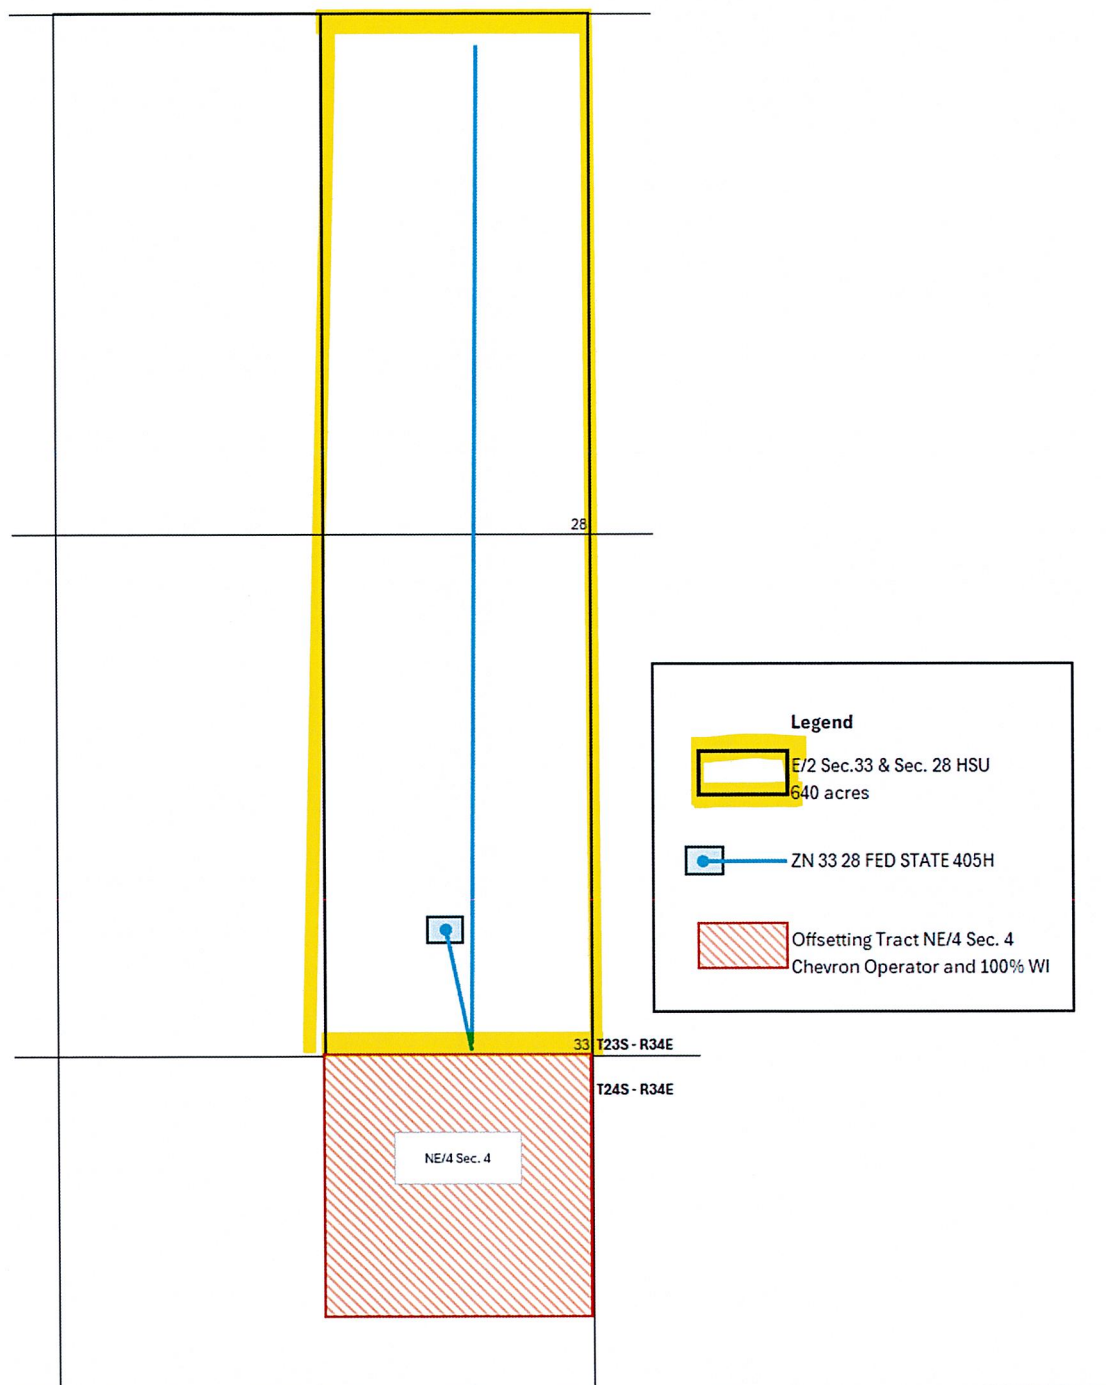 28
Legend
E/2 Sec.33 & Sec. 28 HSU
640 acres
ZN 33 28 FED STATE 405H
Offsetting Tract NE/4 Sec. 4
Chevron Operator and 100% WI
33 T23S - R34E
T24S - R34E
NE/4 Sec. 4